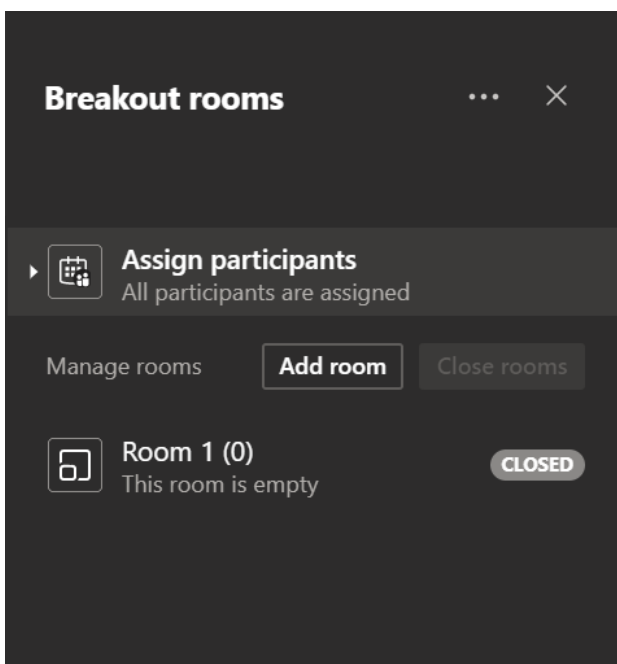 Breakout rooms
Assign participants
All participants are assigned
Manage rooms Add room Close rooms
Room 1 (0)
This room is empty
CLOSED